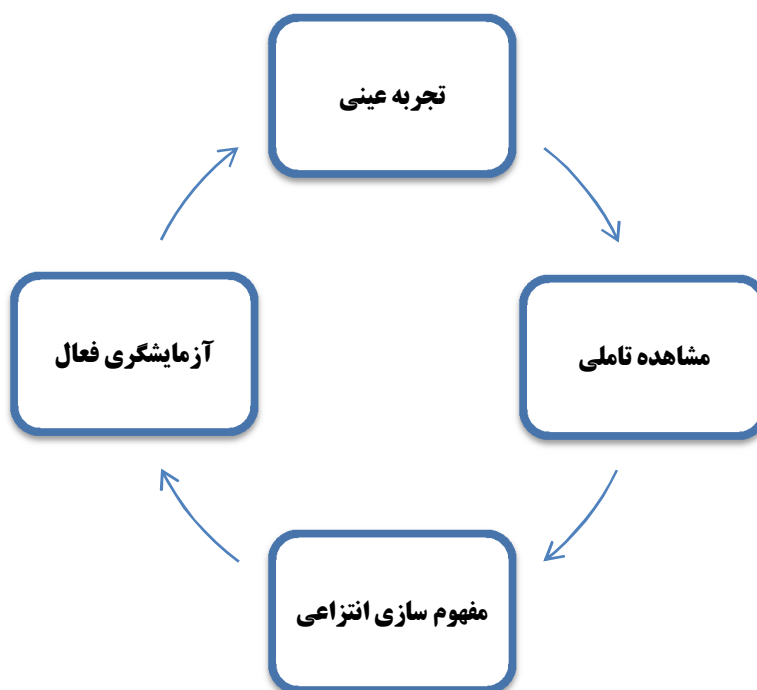 تجربه عینی
مشاهده تاملی
مفهوم سازی انتزاعی
آزمایشگری فعال